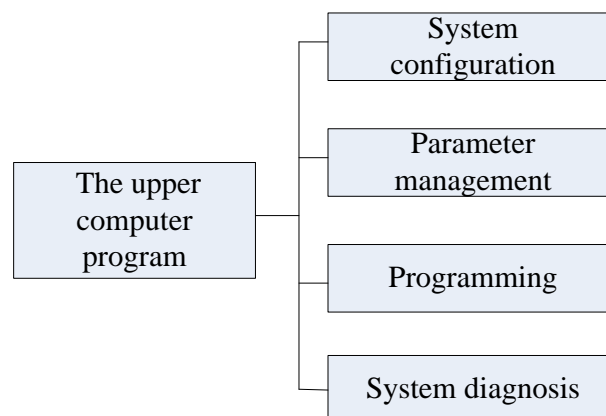 System
configuration
Parameter
management
The upper
computer
program
Programming
System diagnosis